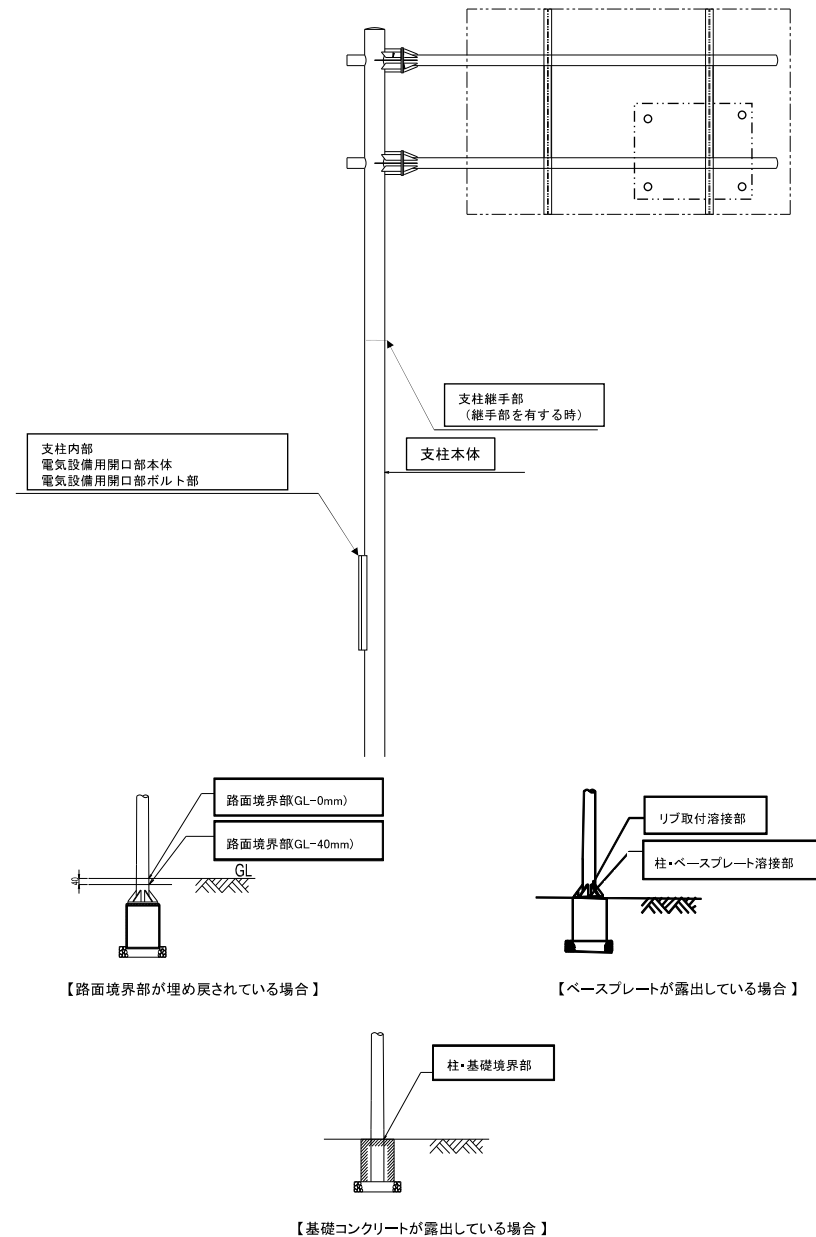 支柱継手部
（継手部を有する時）
支柱内部
電気設備用開口部本体
電気設備用開口部ボルト部
支柱本体
路面境界部(GL-0mm)
路面境界部(GL-40mm)
GL
40
【路面境界部が埋め戻されている場合】
リブ取付溶接部
柱・ベースプレート溶接部
【ベースプレートが露出している場合】
柱・基礎境界部
【基礎コンクリートが露出している場合】